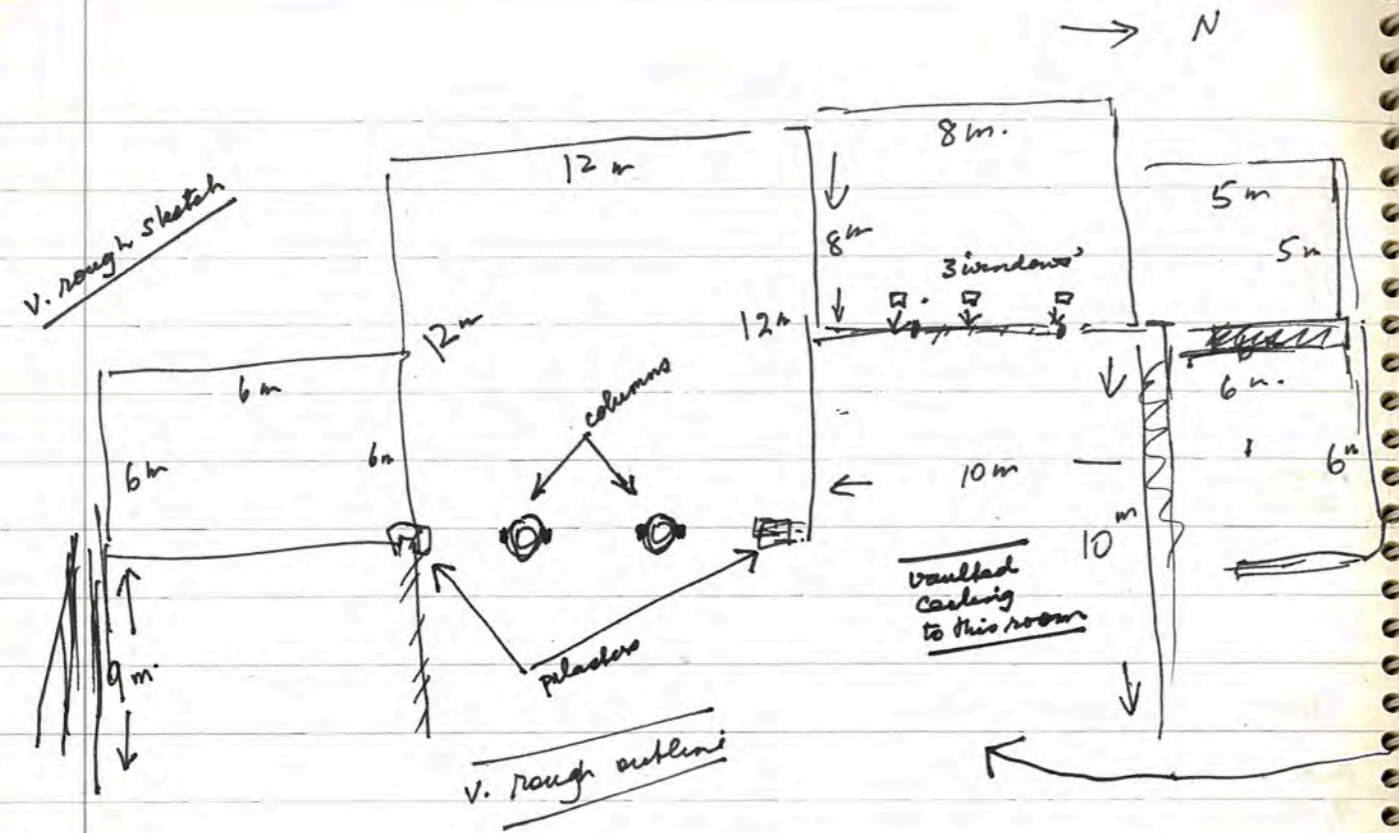 N
8 m.
12 m
5 m
v. rough sketch
8 m
5 m
3 windows
12 m
12 m
6 m
6 m.
columns
6 m
6 m
10 m
6 m
10 m
vaulted
ceiling
to this room
9 m.
pilasters
v. rough outline